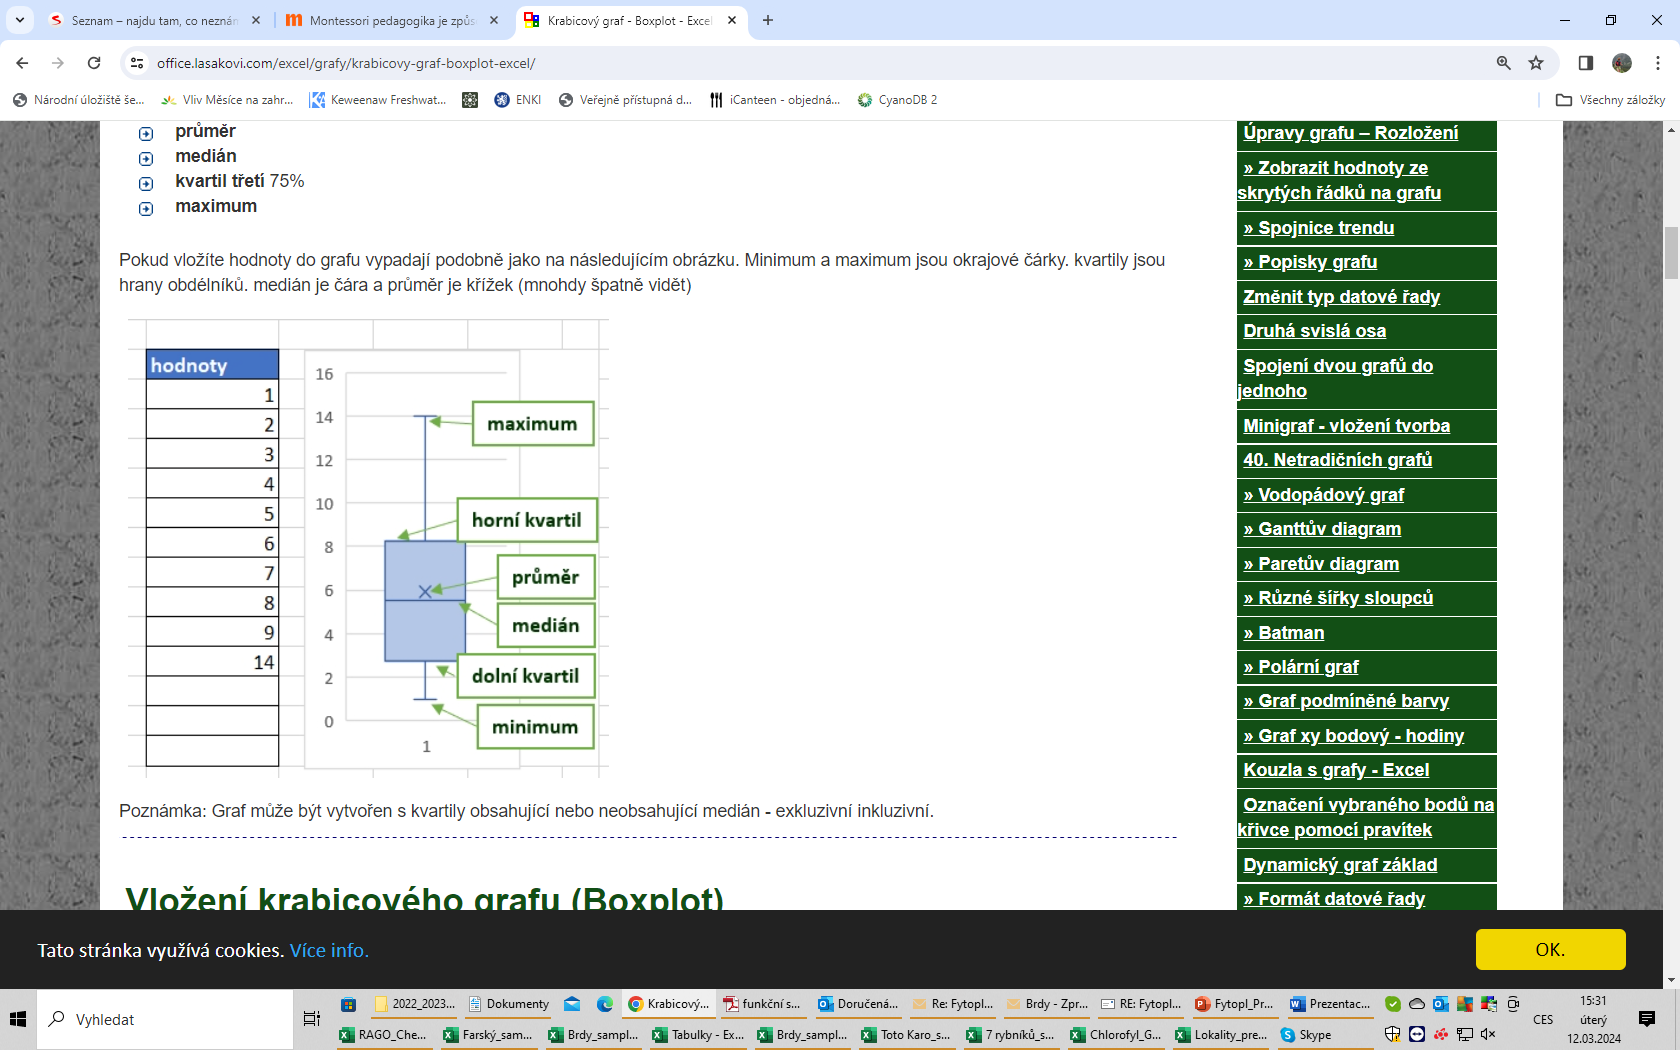 Seznam – najdu tam, co nezná
Montessori pedagogika je způs
Krabicový graf - Boxplot - Excel
office.lasakovi.com/excel/grafy/krabicovy-graf-boxplot-excel/
Národní úložiště še...
Vliv Měsíce na zahr...
Keweenaw Freshwat...
ENKI
Veřejně přístupná d...
iCanteen - objedná...
CyanoDB 2
Všechny záložky
průměr
medián
kvartil třetí 75%
maximum
Pokud vložíte hodnoty do grafu vypadají podobně jako na následujícím obrázku. Minimum a maximum jsou okrajové čárky. kvartily jsou
hrany obdélníků. medián je čára a průměr je křížek (mnohdy špatně vidět)
hodnoty
1
2
3
4
5
6
7
8
9
14
16
14
12
10
8
6
4
2
0
1
maximum
horní kvartil
průměr
medián
dolní kvartil
minimum
Poznámka: Graf může být vytvořen s kvartily obsahující nebo neobsahující medián - exkluzivní inkluzivní.
Vložení krabicového grafu (Boxplot)
Úpravy grafu – Rozložení
» Zobrazit hodnoty ze
skrytých řádků na grafu
» Spojnice trendu
» Popisky grafu
Změnit typ datové řady
Druhá svislá osa
Spojení dvou grafů do
jednoho
Minigraf - vložení tvorba
40. Netradičních grafů
» Vodopádový graf
» Ganttův diagram
» Paretův diagram
» Různé šířky sloupců
» Batman
» Polární graf
» Graf podmíněné barvy
» Graf xy bodový - hodiny
Kouzla s grafy - Excel
Označení vybraného bodů na
křivce pomocí pravítek
Dynamický graf základ
» Formát datové řady
Tato stránka využívá cookies. Více info.
OK.
Vyhledat
2022_2023...
Dokumenty
Krabicový...
funkční s...
Doručená...
Re: Fytopl...
Brdy - Zpr...
RE: Fytopl...
Fytopl_Pr...
Prezentac...
RAGO_Che...
Farský_sam...
Brdy_sampl...
Tabulky - Ex...
Brdy_sampl...
Toto Karo_s...
7 rybníků_s...
Chlorofyl_G...
Lokality_pre...
Skype
CES
15:31
úterý
12.03.2024